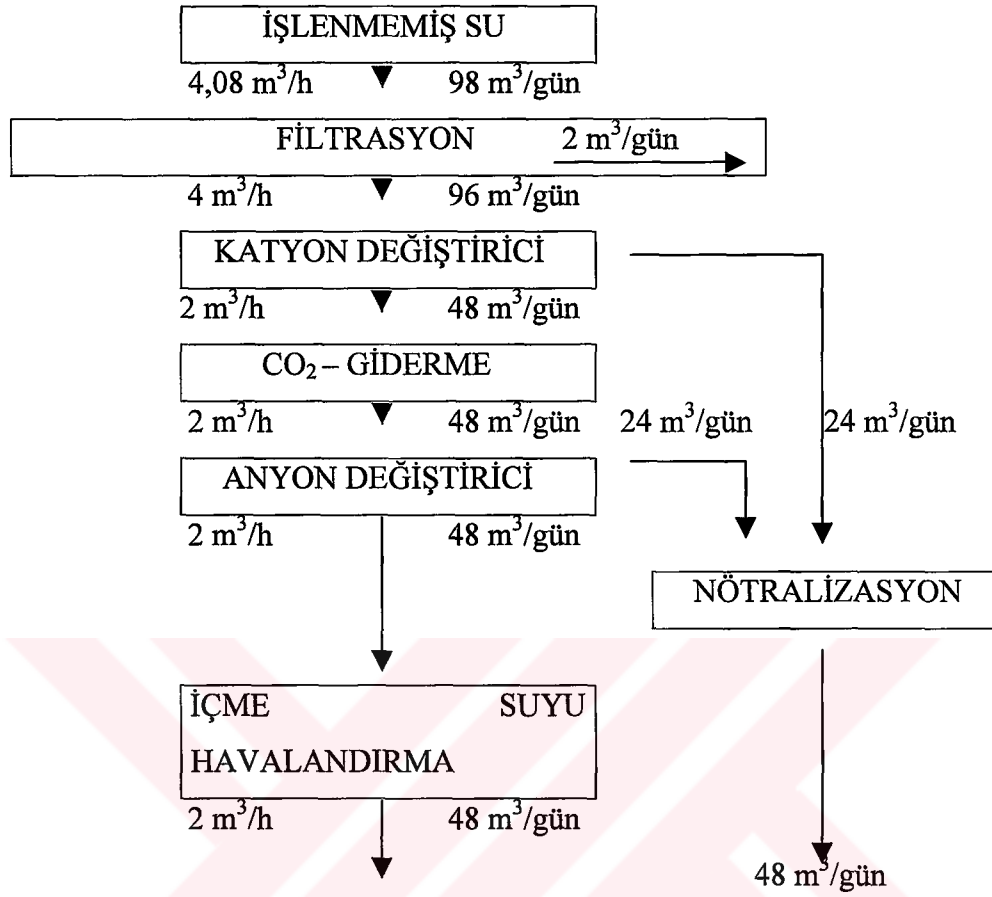 İŞLENMEMİŞ SU
4,08 m³/h 98 m³/gün
FİLTRASYON 2 m³/gün
4 m³/h 96 m³/gün
KATYON DEĞİŞTİRİCİ
2 m³/h 48 m³/gün
CO₂ – GİDERME
2 m³/h 48 m³/gün 24 m³/gün 24 m³/gün
ANYON DEĞİŞTİRİCİ
2 m³/h 48 m³/gün
NÖTRALİZASYON
İÇME SUYU
HAVALANDIRMA
2 m³/h 48 m³/gün
48 m³/gün